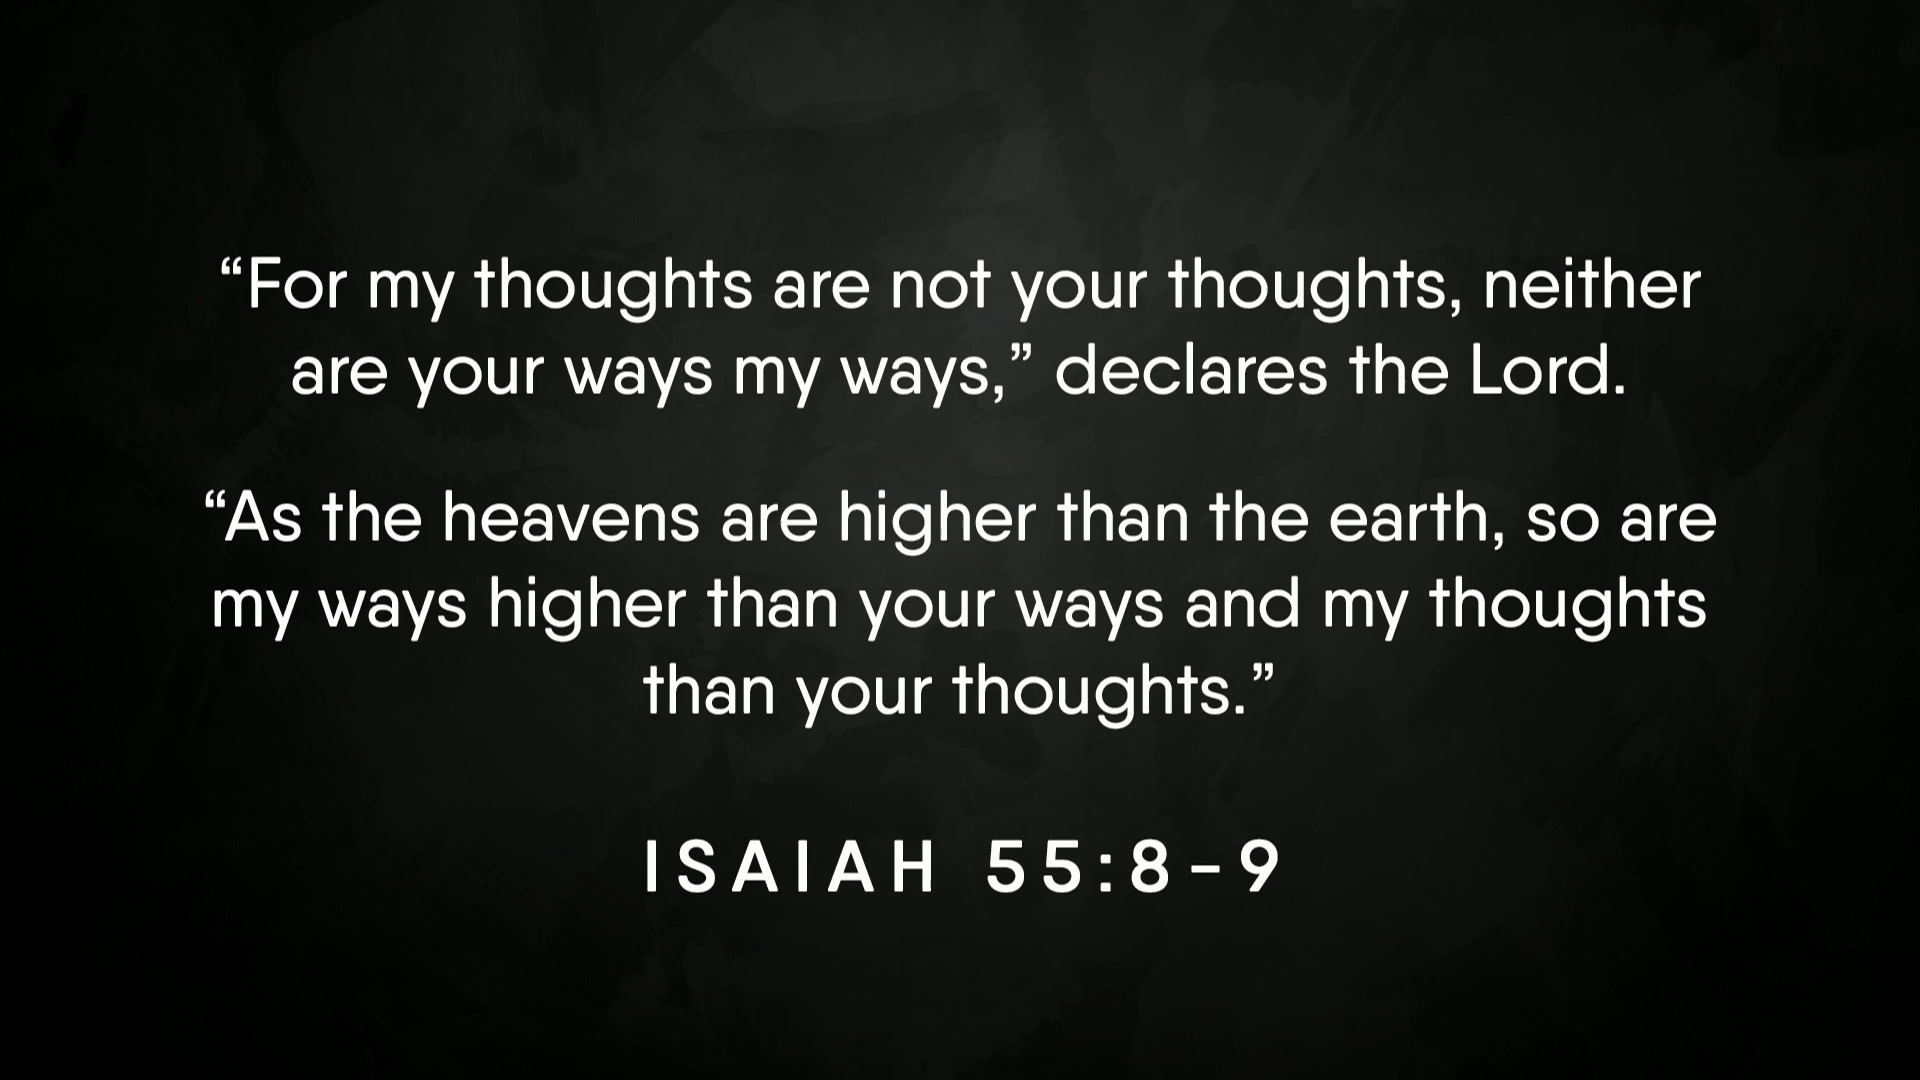 “For my thoughts are not your thoughts, neither
are your ways my ways,” declares the Lord.
“As the heavens are higher than the earth, so are
my ways higher than your ways and my thoughts
than your thoughts.”
ISAIAH 55:8–9